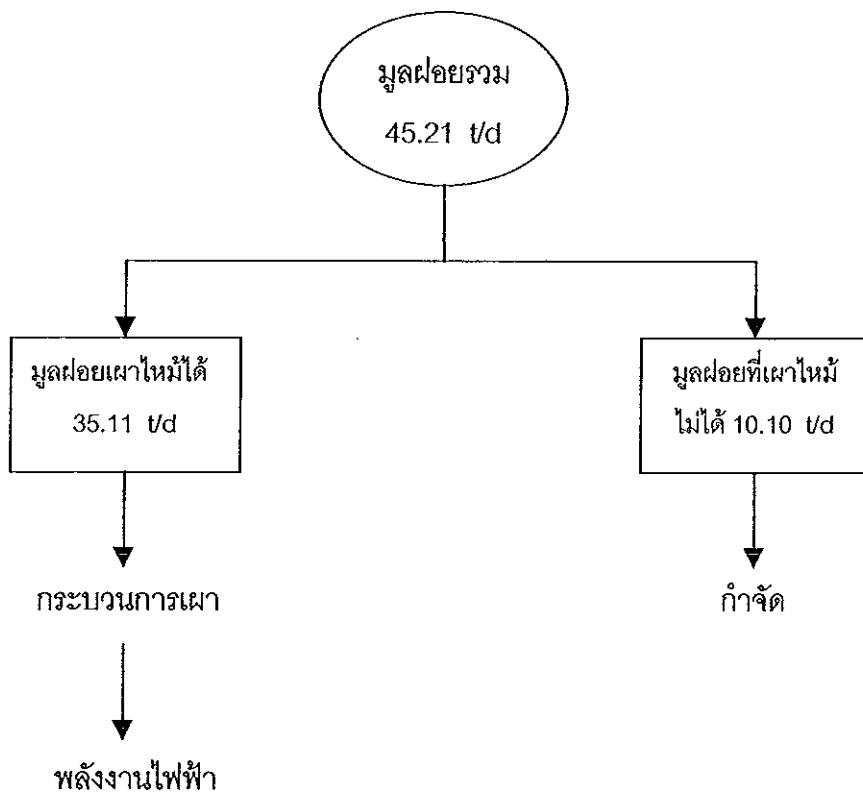 มูลฝอยรวม
45.21 t/d
มูลฝอยเผาไหม้ได้
35.11 t/d
มูลฝอยที่เผาไหม้
ไม่ได้ 10.10 t/d
กระบวนการเผา
กำจัด
พลังงานไฟฟ้า